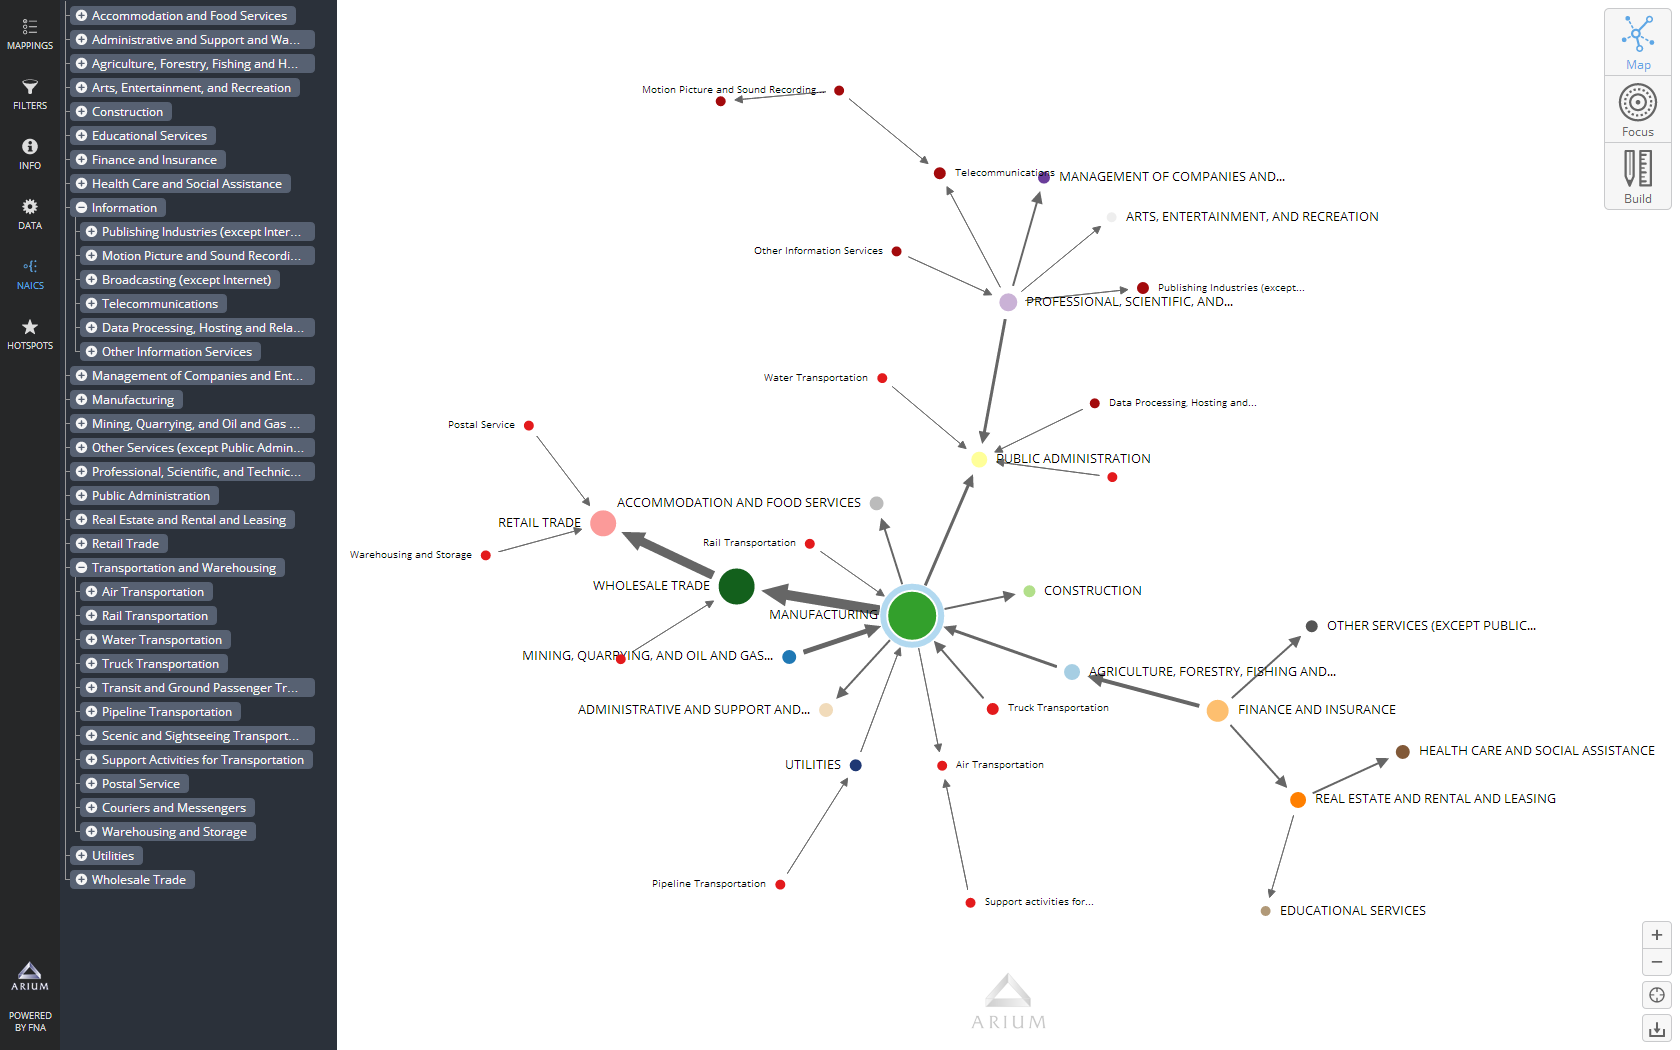 MAPPINGS
FILTERS
INFO
DATA
NAICS
HOTSPOTS
ARIUM
POWERED
BY FNA
Accommodation and Food Services
Administrative and Support and Wa...
Agriculture, Forestry, Fishing and H...
Arts, Entertainment, and Recreation
Construction
Educational Services
Finance and Insurance
Health Care and Social Assistance
Information
Publishing Industries (except Inter...
Motion Picture and Sound Recordi...
Broadcasting (except Internet)
Telecommunications
Data Processing, Hosting and Rela...
Other Information Services
Management of Companies and Ent...
Manufacturing
Mining, Quarrying, and Oil and Gas ...
Other Services (except Public Admin...
Professional, Scientific, and Technic...
Public Administration
Real Estate and Rental and Leasing
Retail Trade
Transportation and Warehousing
Air Transportation
Rail Transportation
Water Transportation
Truck Transportation
Transit and Ground Passenger Tr...
Pipeline Transportation
Scenic and Sightseeing Transport...
Support Activities for Transportation
Postal Service
Couriers and Messengers
Warehousing and Storage
Utilities
Wholesale Trade
Motion Picture and Sound Recording...
Telecommunications
MANAGEMENT OF COMPANIES AND...
ARTS, ENTERTAINMENT, AND RECREATION
Other Information Services
Publishing Industries (except...
PROFESSIONAL, SCIENTIFIC, AND...
Water Transportation
Data Processing, Hosting and...
Postal Service
PUBLIC ADMINISTRATION
ACCOMMODATION AND FOOD SERVICES
RETAIL TRADE
Rail Transportation
Warehousing and Storage
WHOLESALE TRADE
CONSTRUCTION
MANUFACTURING
OTHER SERVICES (EXCEPT PUBLIC...
MINING, QUARRYING, AND OIL AND GAS...
AGRICULTURE, FORESTRY, FISHING AND...
ADMINISTRATIVE AND SUPPORT AND...
Truck Transportation
FINANCE AND INSURANCE
HEALTH CARE AND SOCIAL ASSISTANCE
UTILITIES
Air Transportation
REAL ESTATE AND RENTAL AND LEASING
Pipeline Transportation
Support activities for...
EDUCATIONAL SERVICES
ARIUM
Map
Focus
Build